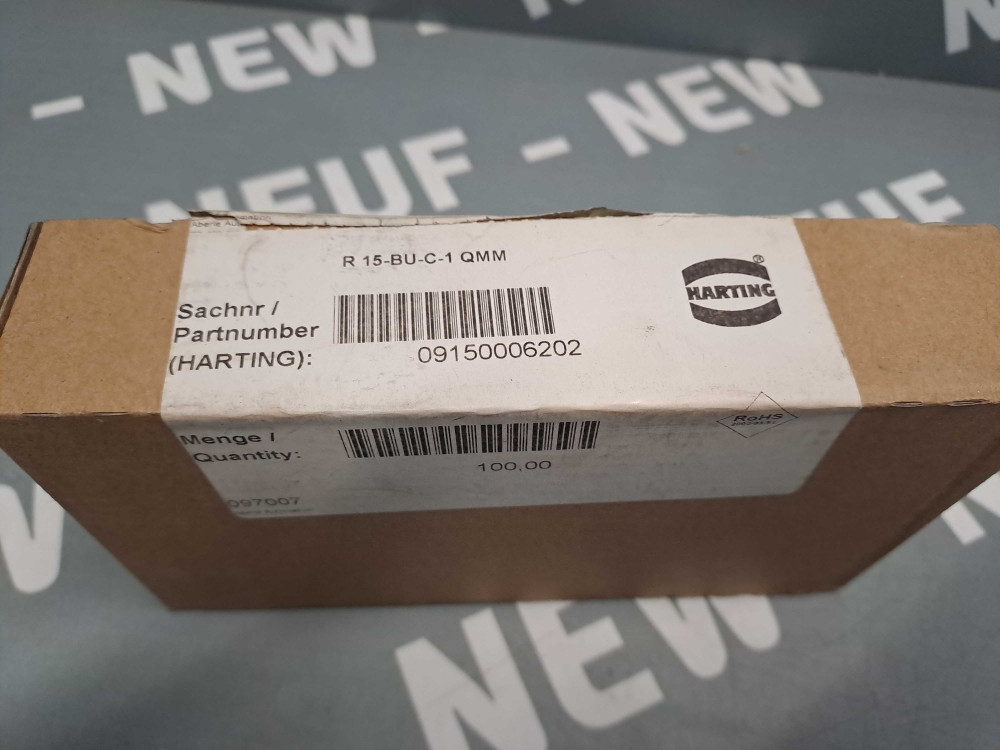 - NEW -
NEUF - NEW
R 15-BU-C-1 QMM
HARTING®
Sachnr /
Partnumber
(HARTING):
09150006202
Menge /
Quantity:
100,00
RoHS
097007
NEW